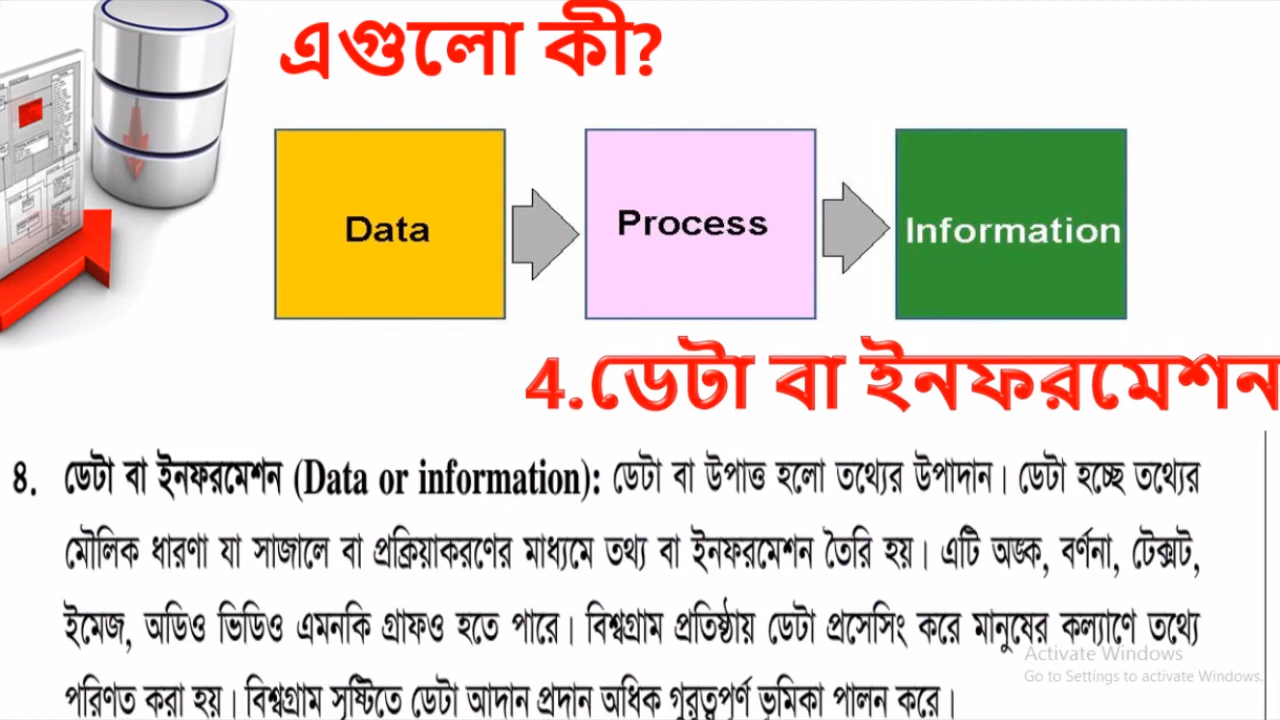 এগুলো কী?
Data
Process
Information
4.ডেটা বা ইনফরমেশন
৪. ডেটা বা ইনফরমেশন (Data or information): ডেটা বা উপাত্ত হলো তথ্যের উপাদান। ডেটা হচ্ছে তথ্যের
মৌলিক ধারণা যা সাজালে বা প্রক্রিয়াকরণের মাধ্যমে তথ্য বা ইনফরমেশন তৈরি হয়। এটি অঙ্ক, বর্ণনা, টেক্সট,
ইমেজ, অডিও ভিডিও এমনকি গ্রাফও হতে পারে। বিশ্বগ্রাম প্রতিষ্ঠায় ডেটা প্রসেসিং করে মানুষের কল্যাণে তথ্যে
Activate Windows
Go to Settings to activate Windows.
পরিণত করা হয়। বিশ্বগ্রাম সৃষ্টিতে ডেটা আদান প্রদান অধিক গুরুত্বপূর্ণ ভূমিকা পালন করে।